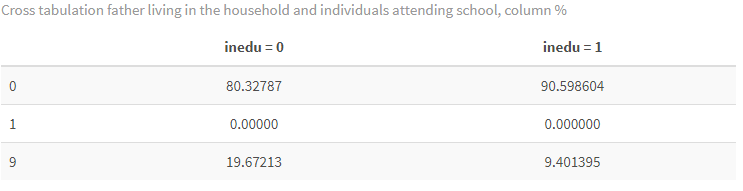 Cross tabulation father living in the household and individuals attending school, column %
inedu = 0 inedu = 1
0 80.32787 90.598604
1 0.00000 0.000000
9 19.67213 9.401395